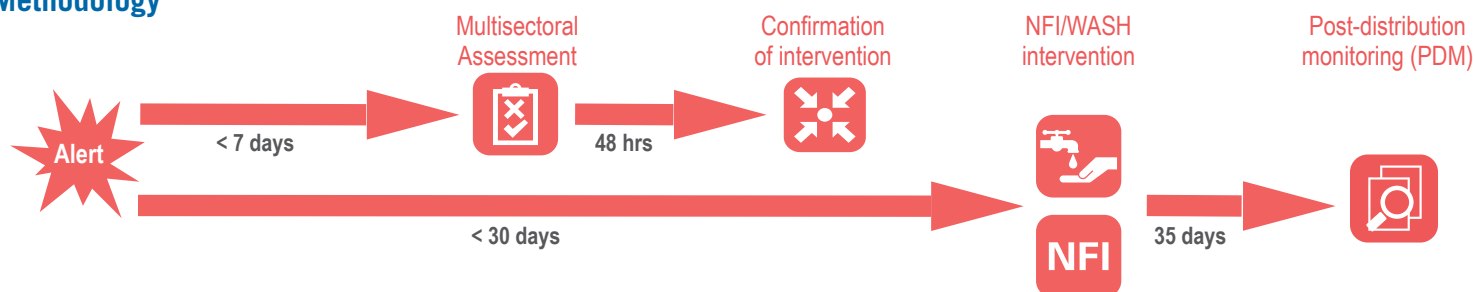 Methodology
Multisectoral
Assessment
Confirmation
of intervention
NFI/WASH
intervention
Post-distribution
monitoring (PDM)
Alert
< 7 days
48 hrs
< 30 days
NFI
35 days